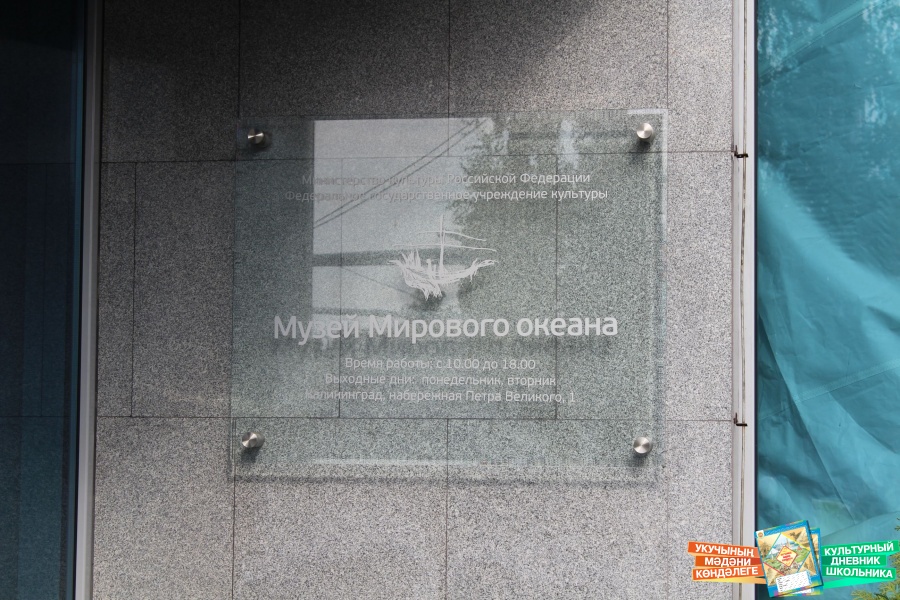 Министерство культуры Российской Федерации
Федеральное государственное учреждение культуры
Музей Мирового океана
Время работы: с 10.00 до 18.00
Выходные дни: понедельник, вторник
Калининград, набережная Петра Великого, 1
УКУЧЫНЫҢ
МӘДӘНИ
КӨНДӘЛЕГЕ
КУЛЬТУРНЫЙ
ДНЕВНИК
ШКОЛЬНИКА